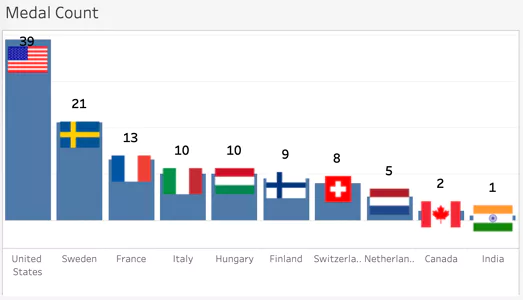 Medal Count
39
21
13
10
10
9
8
5
2
1
United States
Sweden
France
Italy
Hungary
Finland
Switzerla..
Netherlan..
Canada
India